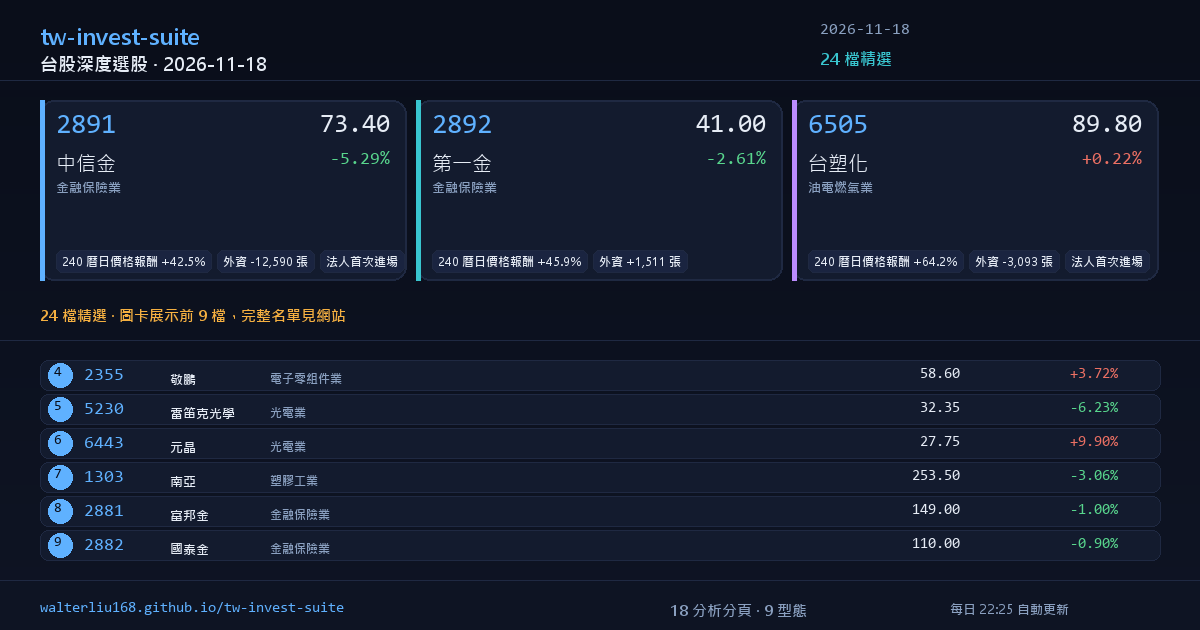 tw-invest-suite
2026-11-18
台股深度選股 · 2026-11-18
24 檔精選
2891 73.40
中信金 -5.29%
金融保險業
240 曆日價格報酬 +42.5% 外資 -12,590 張 法人首次進場
2892 41.00
第一金 -2.61%
金融保險業
240 曆日價格報酬 +45.9% 外資 +1,511 張
6505 89.80
台塑化 +0.22%
油電燃氣業
240 曆日價格報酬 +64.2% 外資 -3,093 張 法人首次進場
24 檔精選 · 圖卡展示前 9 檔，完整名單見網站
4 2355 敬鵬 電子零組件業 58.60 +3.72%
5 5230 雷笛克光學 光電業 32.35 -6.23%
6 6443 元晶 光電業 27.75 +9.90%
7 1303 南亞 塑膠工業 253.50 -3.06%
8 2881 富邦金 金融保險業 149.00 -1.00%
9 2882 國泰金 金融保險業 110.00 -0.90%
walterliu168.github.io/tw-invest-suite 18 分析分頁 · 9 型態 每日 22:25 自動更新